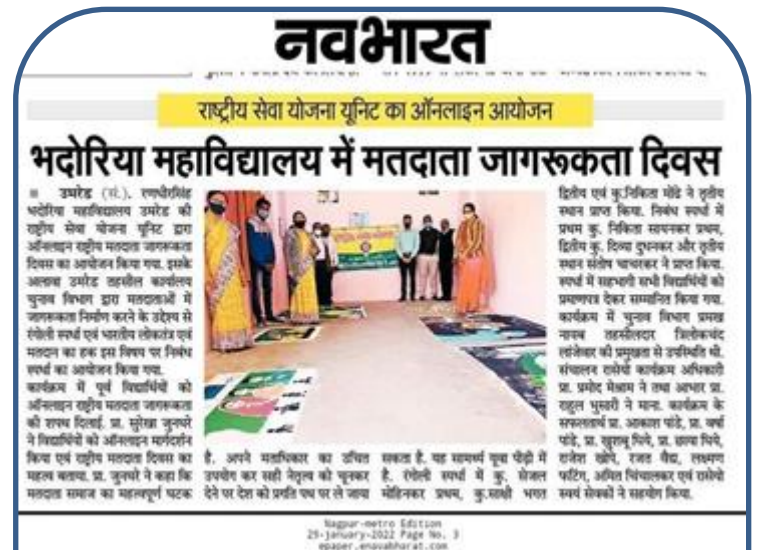 नवभारत
राष्ट्रीय सेवा योजना यूनिट का ऑनलाइन आयोजन
भदोरिया महाविद्यालय में मतदाता जागरूकता दिवस
उमरेड (सं.). रणधीरसिंह
भदोरिया महाविद्यालय उमरेड की
राष्ट्रीय सेवा योजना यूनिट द्वारा
ऑनलाइन राष्ट्रीय मतदाता जागरूकता
दिवस का आयोजन किया गया. इसके
अलावा उमरेड तहसील कार्यालय
चुनाव विभाग द्वारा मतदाताओं में
जागरूकता निर्माण करने के उद्देश्य से
रंगोली स्पर्धा एवं भारतीय लोकतंत्र एवं
मतदान का हक इस विषय पर निबंध
स्पर्धा का आयोजन किया गया.
कार्यक्रम में पूर्व विद्यार्थियों को
ऑनलाइन राष्ट्रीय मतदाता जागरूकता
की शपथ दिलाई. प्रा. सुरेखा जुनघरे
ने विद्यार्थियों को ऑनलाइन मार्गदर्शन
किया एवं राष्ट्रीय मतदाता दिवस का
महत्व बताया. प्रा. जुनघरे ने कहा कि
मतदाता समाज का महत्वपूर्ण घटक
है. अपने मताधिकार का उचित
उपयोग कर सही नेतृत्व को चूनकर
देने पर देश को प्रगति पथ पर ले जाया
सकता है. यह सामर्थ्य युवा पीढ़ी में
है. रंगोली स्पर्धा में कु. सेजल
मोहिनकर प्रथम, कु.साक्षी भगत
द्वितीय एवं कु.निकिता मोंढे ने तृतीय
स्थान प्राप्त किया. निबंध स्पर्धा में
प्रथम कु. निकिता सायनकर प्रथम,
द्वितीय कु. दिव्या दुधनकर और तृतीय
स्थान संतोष चाचरकर ने प्राप्त किया.
स्पर्धा में सहभागी सभी विद्यार्थियों को
प्रमाणपत्र देकर सम्मानित किया गया.
कार्यक्रम में चुनाव विभाग प्रमख
नायब तहसीलदार त्रिलोकचंद
लांजेवार की प्रमुखता से उपस्थिति थी.
संचालन रासेयो कार्यक्रम अधिकारी
प्रा. प्रमोद मेश्राम ने तथा आभार प्रा.
राहुल भुसारी ने माना. कार्यक्रम के
सफलतार्थ प्रा. आकाश पांडे, प्रा. वर्षा
पांडे, प्रा. खुशबू पिये, प्रा. छाया पिये,
राजेश खोपे, रजत वैद्य, लक्ष्मण
फटिंग, अमित चिंचालकर एवं रासेयो
स्वयं सेवकों ने सहयोग किया.
Nagpur-metro Edition
29-january-2022 Page No. 3
epaper.enavabharat.com